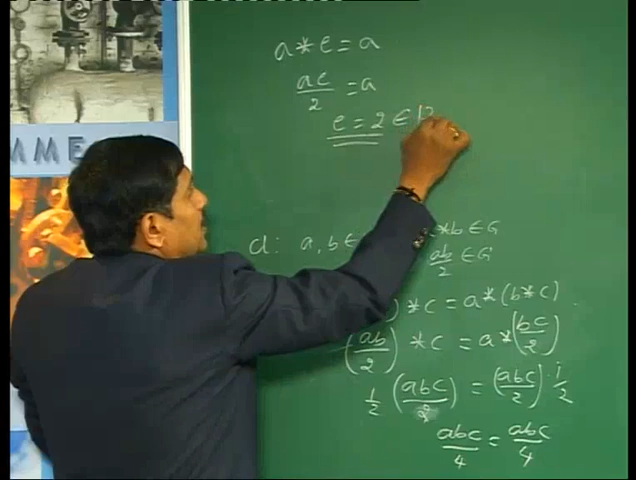 a*e=a
ae/2 =a
e=2∈
MME
d: a,b∈ *b∈G
ab/2 ∈G
)*c=a*(b*c)
(ab/2)*c=a*(bc/2)
1/2(abc/2)=(abc/2)·1/2
abc/4=abc/4